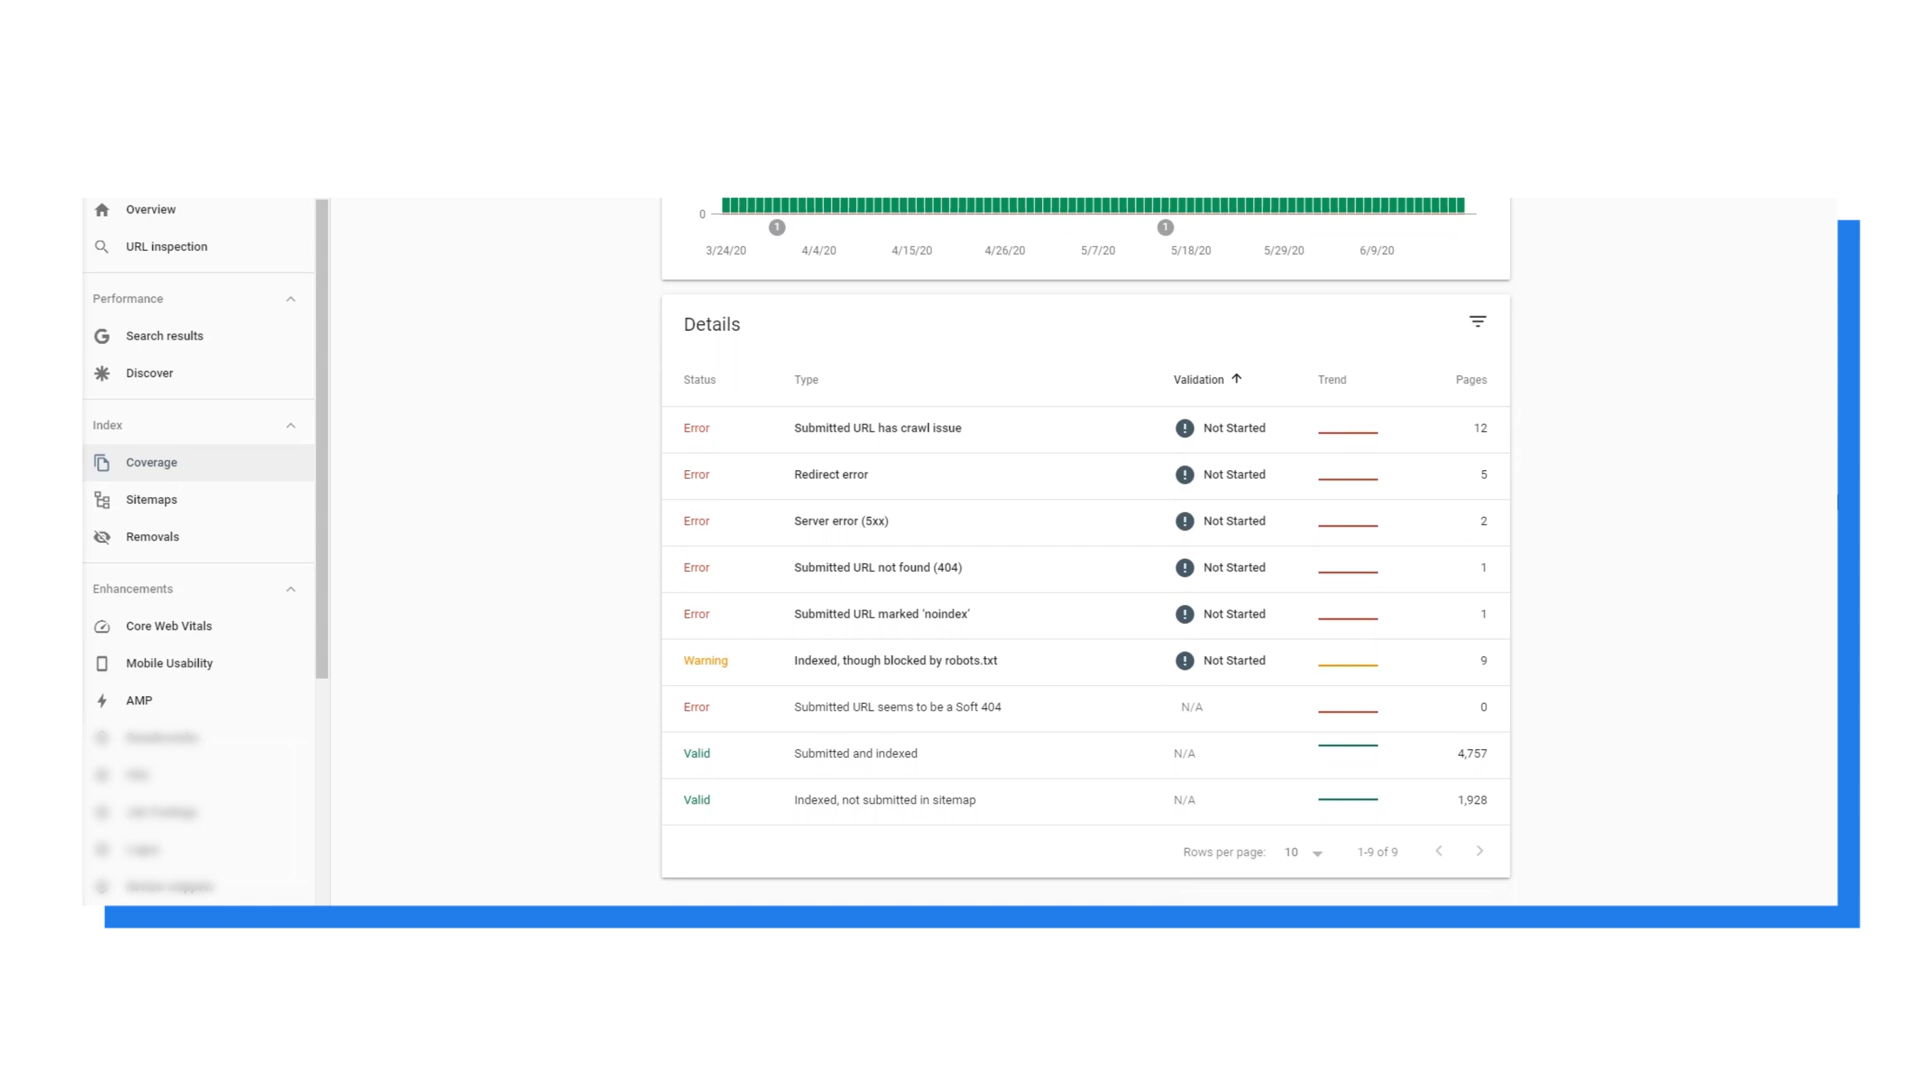 Overview
URL inspection
Performance
Search results
Discover
Index
Coverage
Sitemaps
Removals
Enhancements
Core Web Vitals
Mobile Usability
AMP
0
1 1
3/24/20 4/4/20 4/15/20 4/26/20 5/7/20 5/18/20 5/29/20 6/9/20
Details
Status Type Validation Trend Pages
Error Submitted URL has crawl issue Not Started 12
Error Redirect error Not Started 5
Error Server error (5xx) Not Started 2
Error Submitted URL not found (404) Not Started 1
Error Submitted URL marked ‘noindex’ Not Started 1
Warning Indexed, though blocked by robots.txt Not Started 9
Error Submitted URL seems to be a Soft 404 N/A 0
Valid Submitted and indexed N/A 4,757
Valid Indexed, not submitted in sitemap N/A 1,928
Rows per page: 10 1-9 of 9